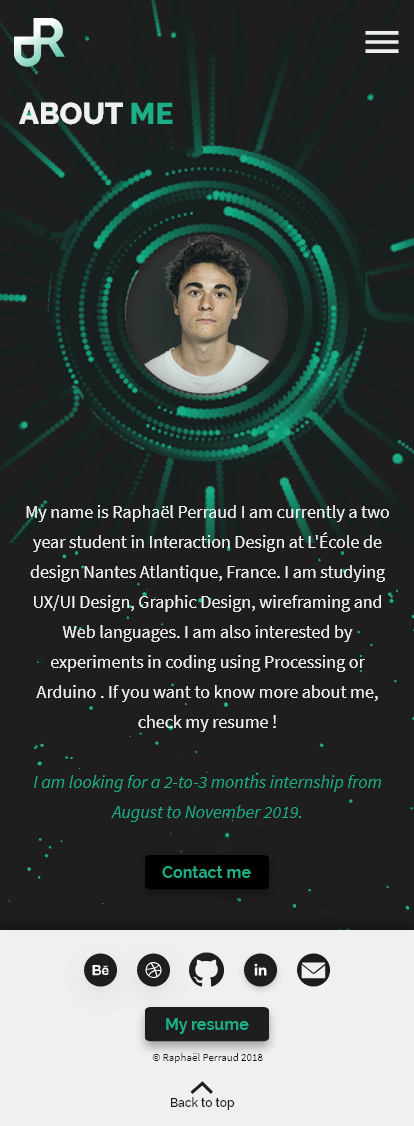 JR
ABOUT ME
My name is Raphaël Perraud I am currently a two
year student in Interaction Design at L'École de
design Nantes Atlantique, France. I am studying
UX/UI Design, Graphic Design, wireframing and
Web languages. I am also interested by
experiments in coding using Processing or
Arduino . If you want to know more about me,
check my resume !
I am looking for a 2-to-3 months internship from
August to November 2019.
Contact me
Bē in
My resume
© Raphaël Perraud 2018
Back to top